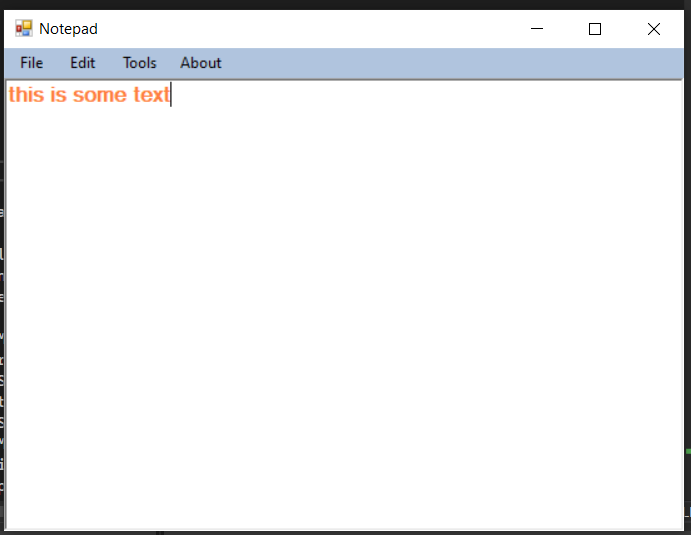 Notepad
File Edit Tools About
this is some text